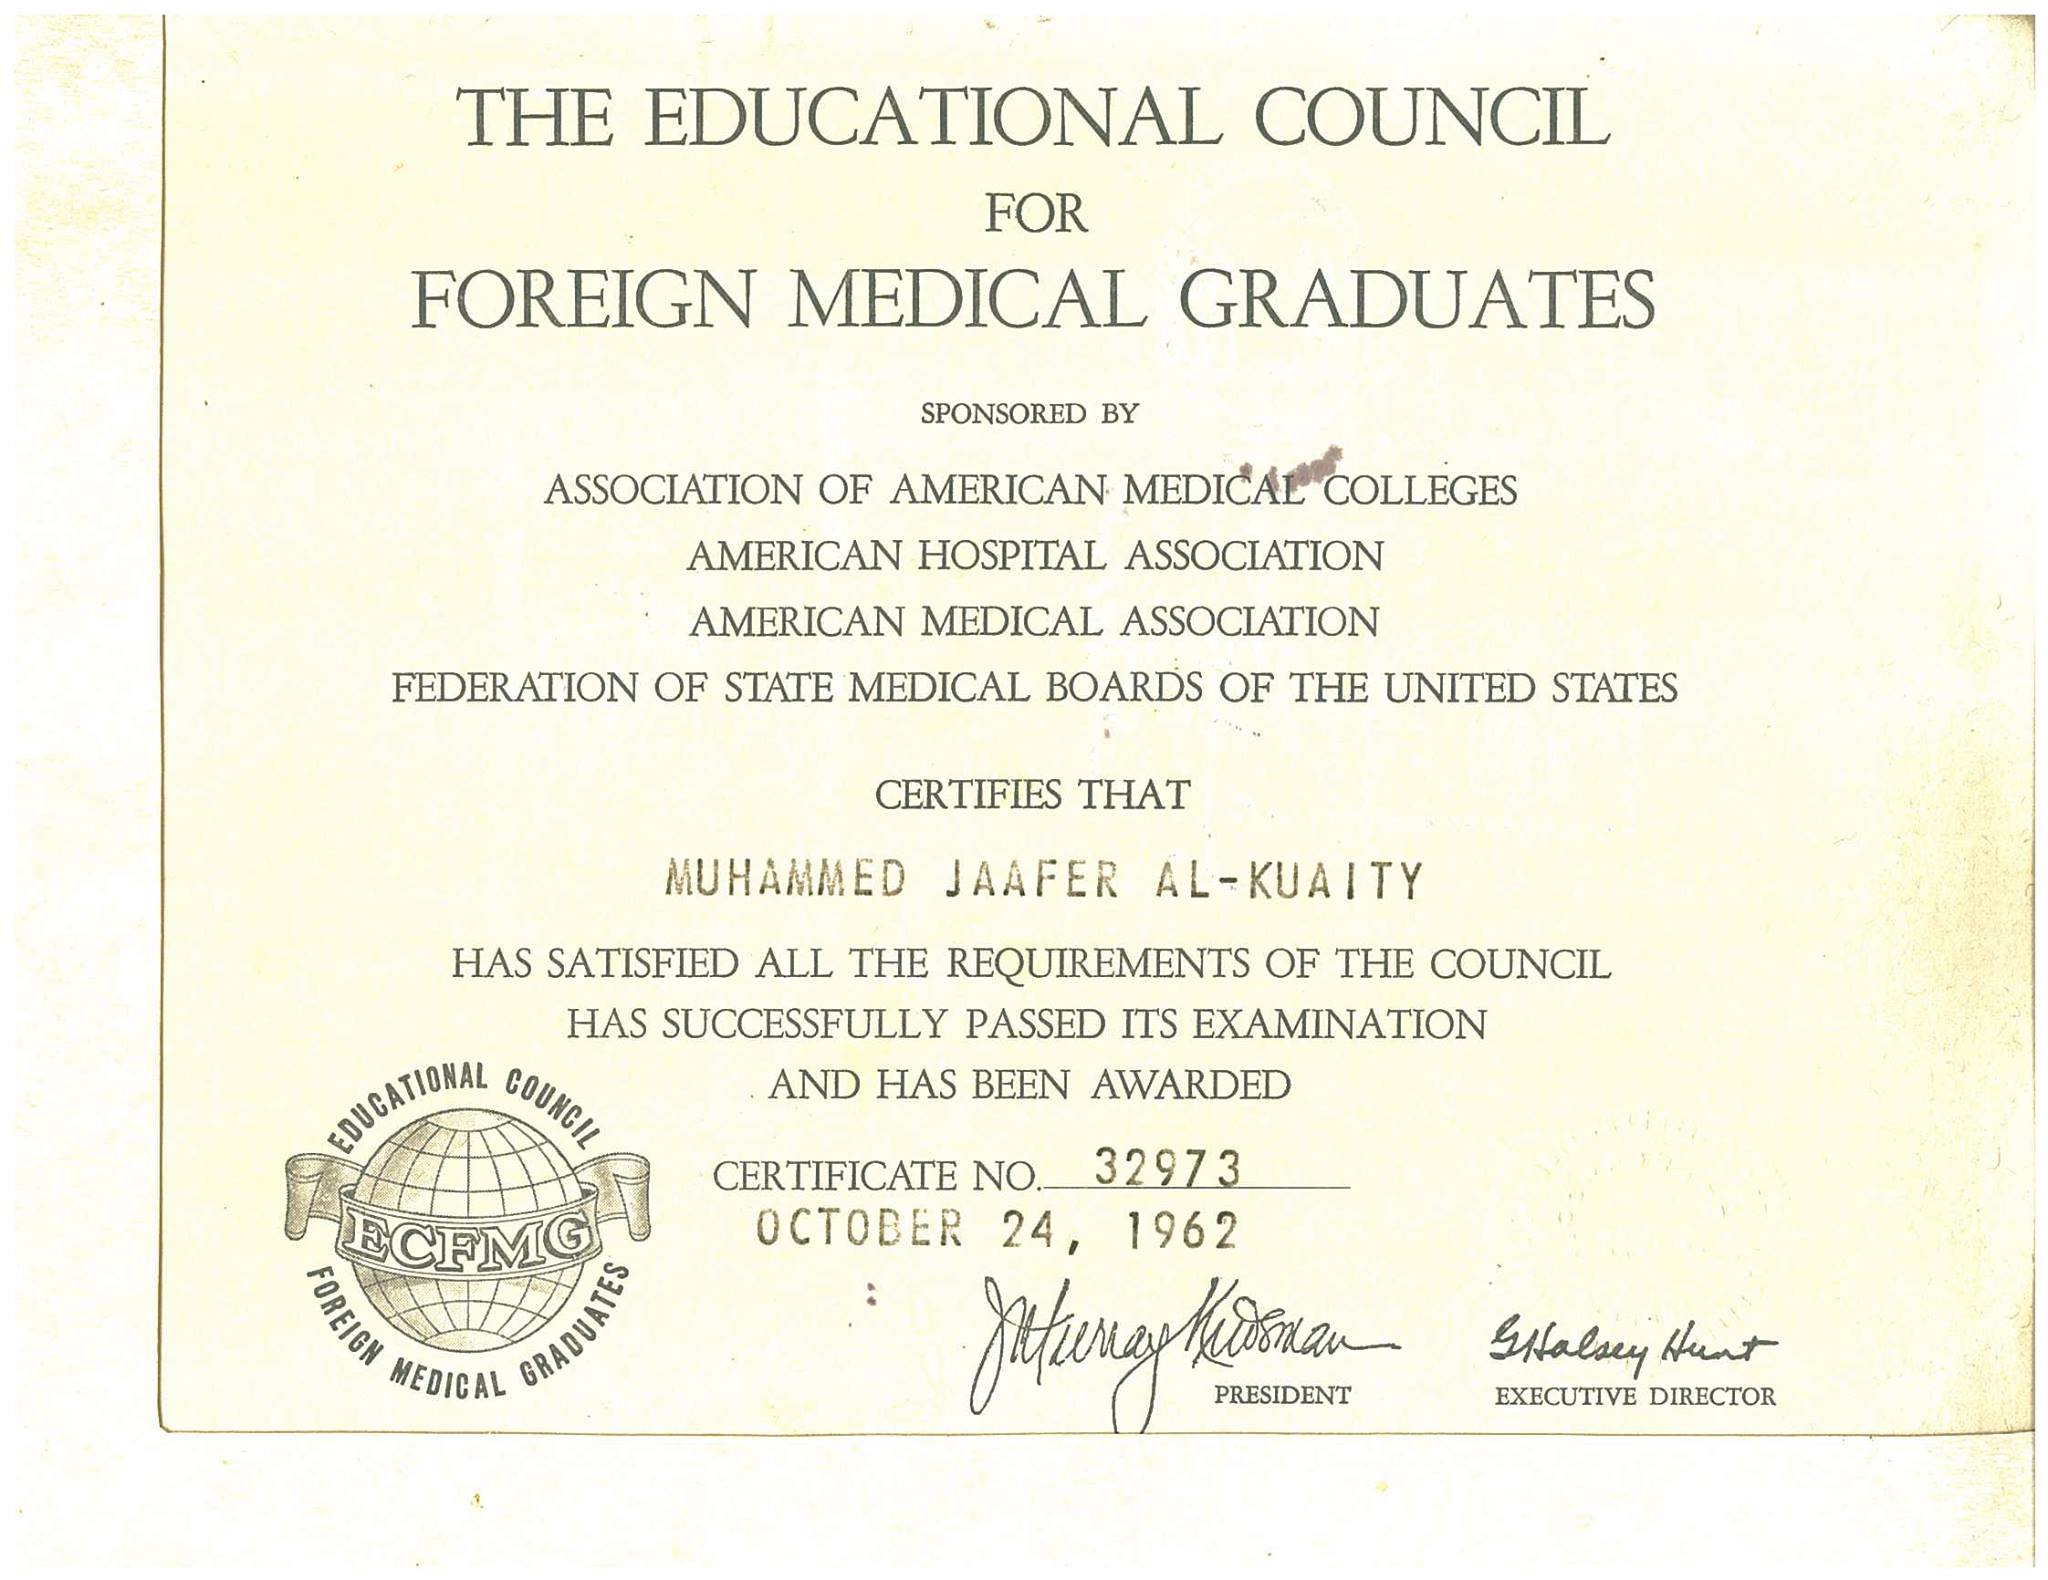 THE EDUCATIONAL COUNCIL
FOR
FOREIGN MEDICAL GRADUATES
SPONSORED BY
ASSOCIATION OF AMERICAN MEDICAL COLLEGES
AMERICAN HOSPITAL ASSOCIATION
AMERICAN MEDICAL ASSOCIATION
FEDERATION OF STATE MEDICAL BOARDS OF THE UNITED STATES
CERTIFIES THAT
MUHAMMED JAAFER AL-KUAITY
HAS SATISFIED ALL THE REQUIREMENTS OF THE COUNCIL
HAS SUCCESSFULLY PASSED ITS EXAMINATION
AND HAS BEEN AWARDED
CERTIFICATE NO. 32973
OCTOBER 24, 1962
EDUCATIONAL COUNCIL
ECFMG
FOREIGN MEDICAL GRADUATES
J Murray Kinsman
PRESIDENT
G Halsey Hunt
EXECUTIVE DIRECTOR